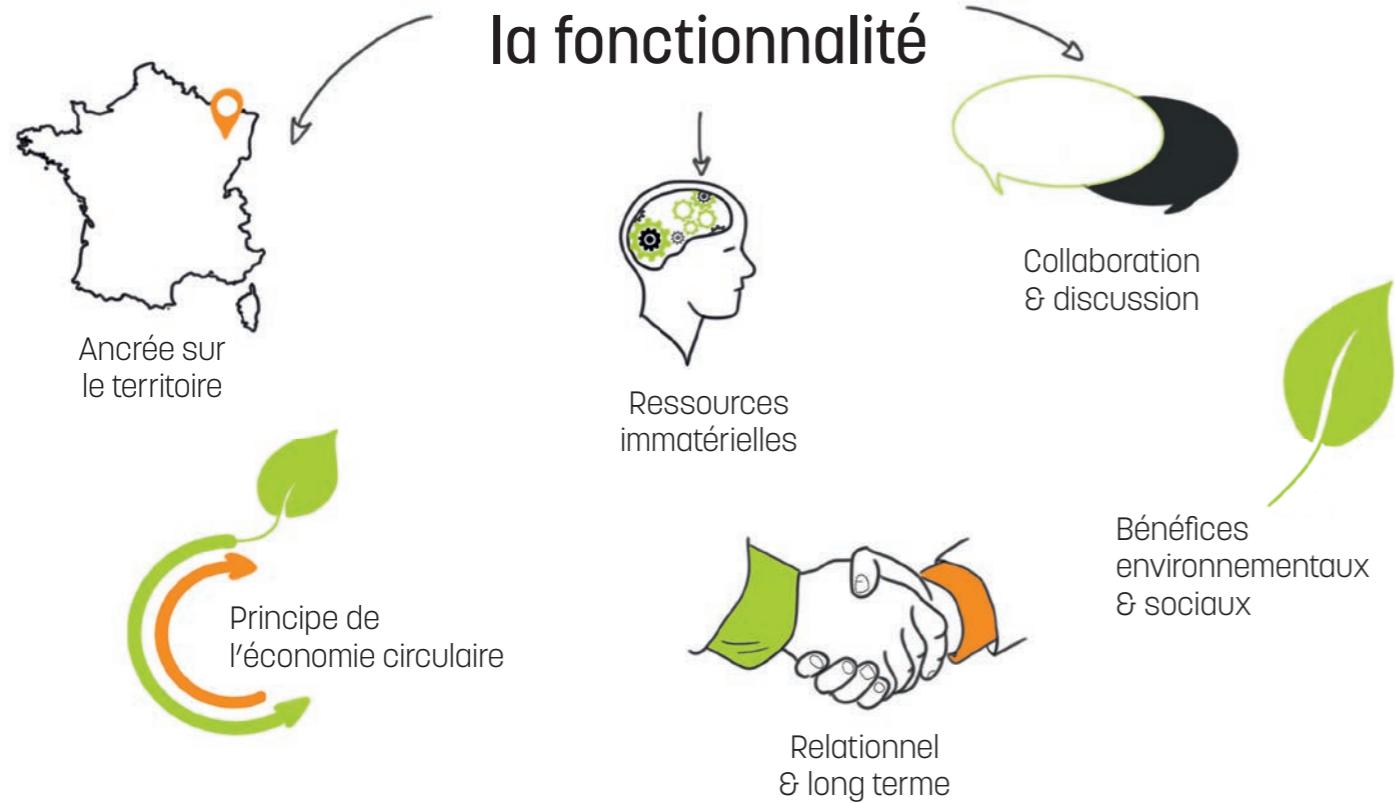 la fonctionnalité
Ancrée sur
le territoire
Ressources
immatérielles
Collaboration
& discussion
Principe de
l'économie circulaire
Relationnel
& long terme
Bénéfices
environnementaux
& sociaux